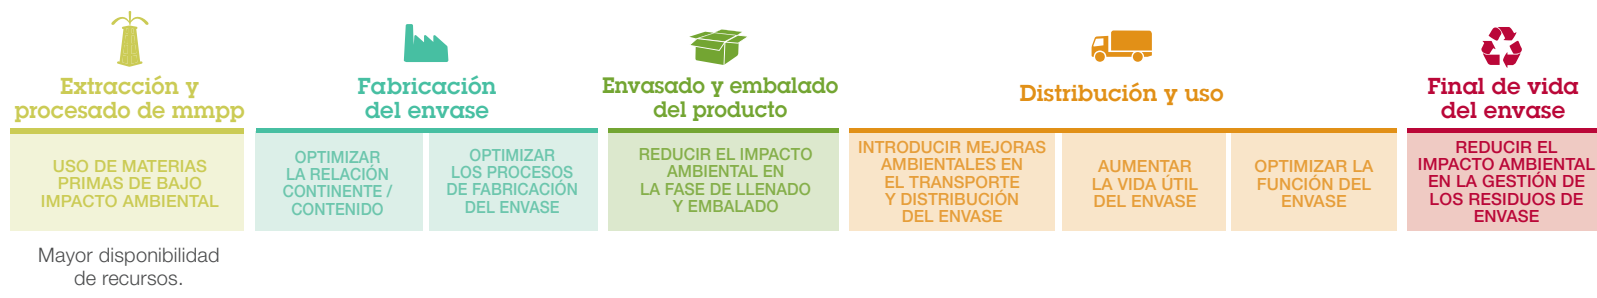 Extracción y
procesado de mmpp
USO DE MATERIAS
PRIMAS DE BAJO
IMPACTO AMBIENTAL
Mayor disponibilidad
de recursos.
Fabricación
del envase
OPTIMIZAR
LA RELACIÓN
CONTINENTE /
CONTENIDO
OPTIMIZAR
LOS PROCESOS
DE FABRICACIÓN
DEL ENVASE
Envasado y embalado
del producto
REDUCIR EL IMPACTO
AMBIENTAL EN
LA FASE DE LLENADO
Y EMBALADO
Distribución y uso
INTRODUCIR MEJORAS
AMBIENTALES EN
EL TRANSPORTE
Y DISTRIBUCIÓN
DEL ENVASE
AUMENTAR
LA VIDA ÚTIL
DEL ENVASE
OPTIMIZAR LA
FUNCIÓN DEL
ENVASE
Final de vida
del envase
REDUCIR EL
IMPACTO AMBIENTAL
EN LA GESTIÓN DE
LOS RESIDUOS DE
ENVASE